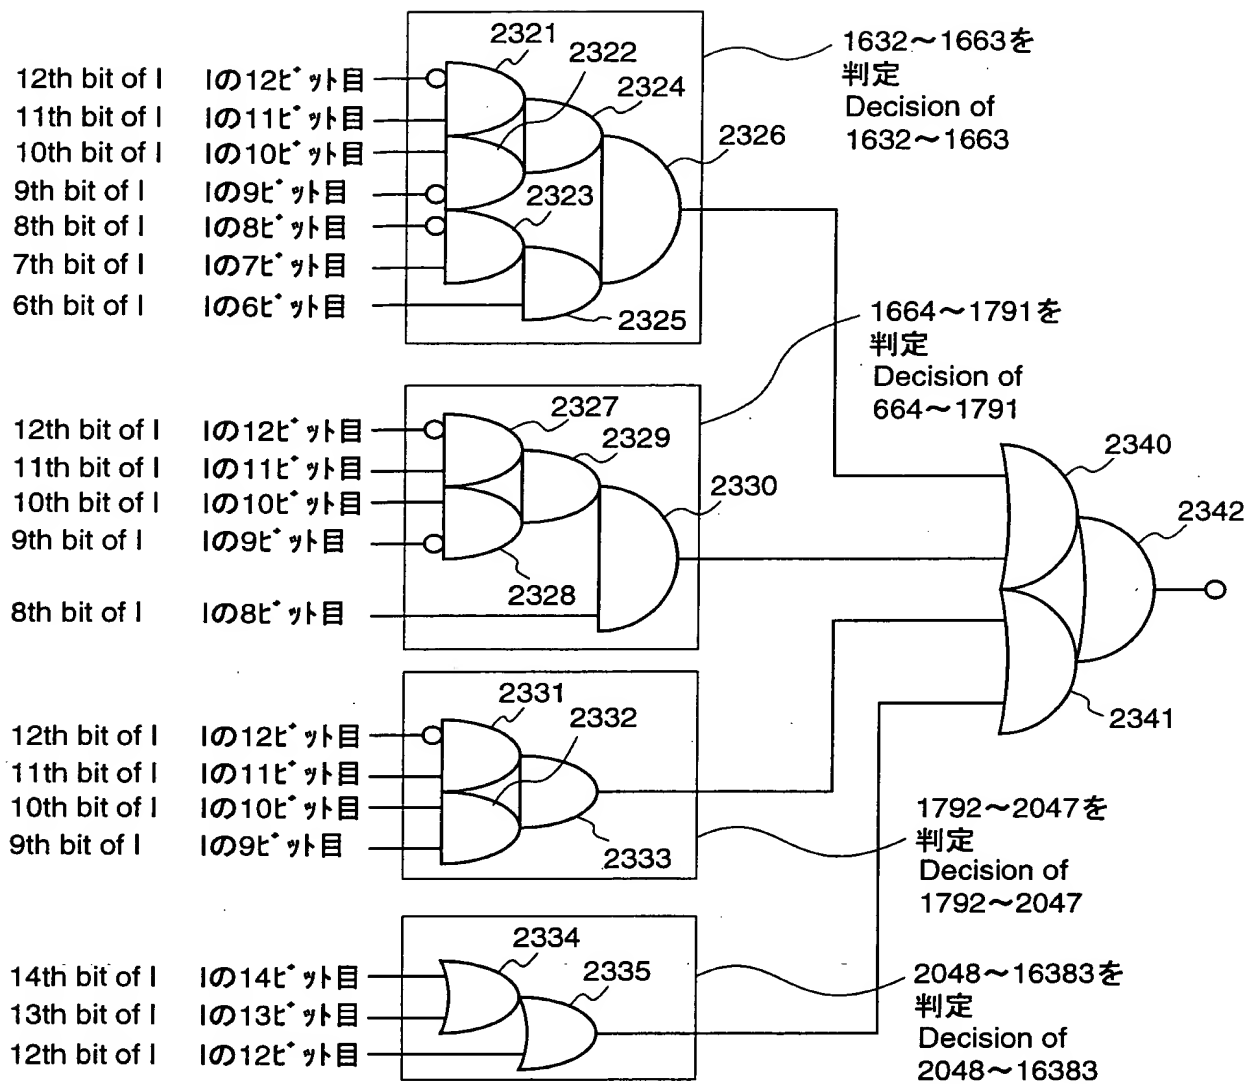 2321
2322
2324
2326
2323
2325
12th bit of I Iの12ビット目
11th bit of I Iの11ビット目
10th bit of I Iの10ビット目
9th bit of I Iの9ビット目
8th bit of I Iの8ビット目
7th bit of I Iの7ビット目
6th bit of I Iの6ビット目
1632～1663を
判定
Decision of
1632～1663
1664～1791を
判定
Decision of
664～1791
2327
2329
2330
2328
12th bit of I Iの12ビット目
11th bit of I Iの11ビット目
10th bit of I Iの10ビット目
9th bit of I Iの9ビット目
8th bit of I Iの8ビット目
2340
2342
2341
2331
2332
2333
12th bit of I Iの12ビット目
11th bit of I Iの11ビット目
10th bit of I Iの10ビット目
9th bit of I Iの9ビット目
1792～2047を
判定
Decision of
1792～2047
2334
2335
14th bit of I Iの14ビット目
13th bit of I Iの13ビット目
12th bit of I Iの12ビット目
2048～16383を
判定
Decision of
2048～16383